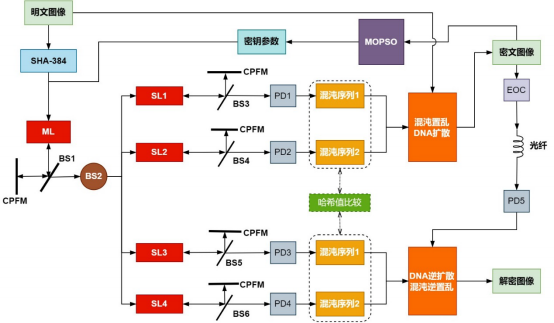 明文图像
SHA-384
密钥参数
MOPSO
密文图像
EOC
光纤
PD5
ML
BS1
CPFM
BS2
SL1
CPFM
BS3
PD1
混沌序列1
SL2
CPFM
BS4
PD2
混沌序列2
混沌置乱
DNA扩散
哈希值比较
SL3
CPFM
BS5
PD3
混沌序列1
SL4
CPFM
BS6
PD4
混沌序列2
DNA逆扩散
混沌逆置乱
解密图像